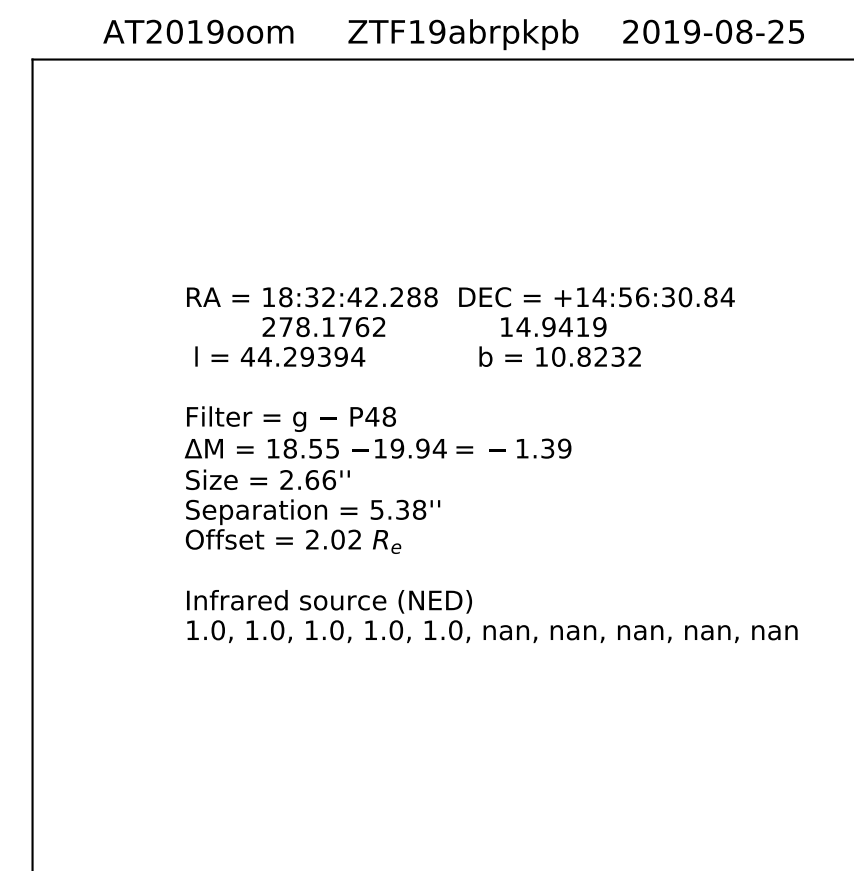 AT2019oom ZTF19abrpkpb 2019-08-25
RA = 18:32:42.288 DEC = +14:56:30.84
278.1762 14.9419
l = 44.29394 b = 10.8232
Filter = g − P48
ΔM = 18.55 −19.94 = − 1.39
Size = 2.66''
Separation = 5.38''
Offset = 2.02 Re
Infrared source (NED)
1.0, 1.0, 1.0, 1.0, 1.0, nan, nan, nan, nan, nan